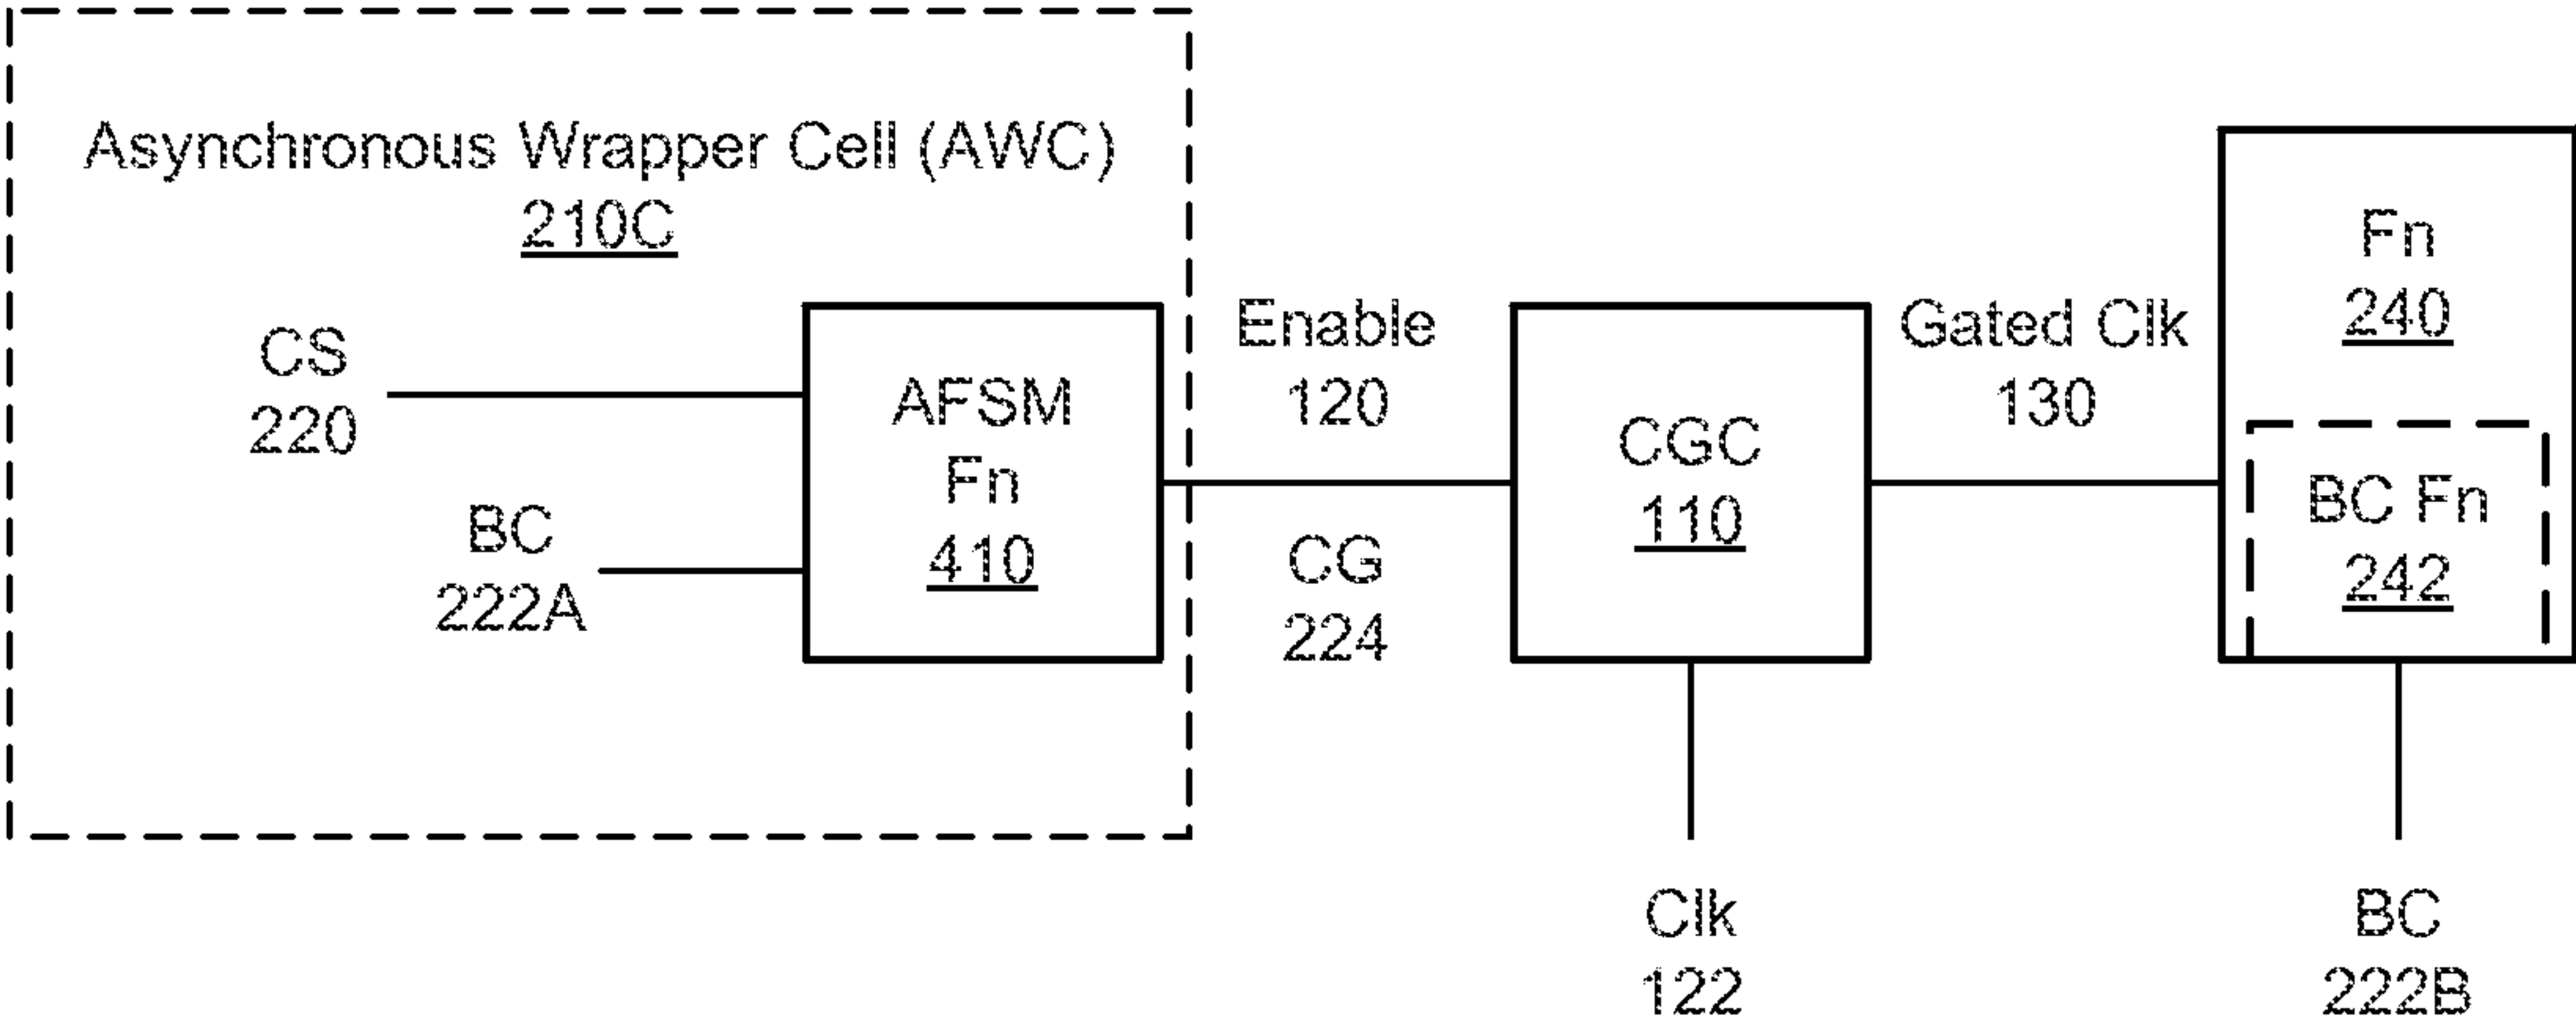 Asynchronous Wrapper Cell (AWC)
210C
CS
220
BC
222A
AFSM
Fn
410
Enable
120
CG
224
CGC
110
Clk
122
Gated Clk
130
Fn
240
BC Fn
242
BC
222B